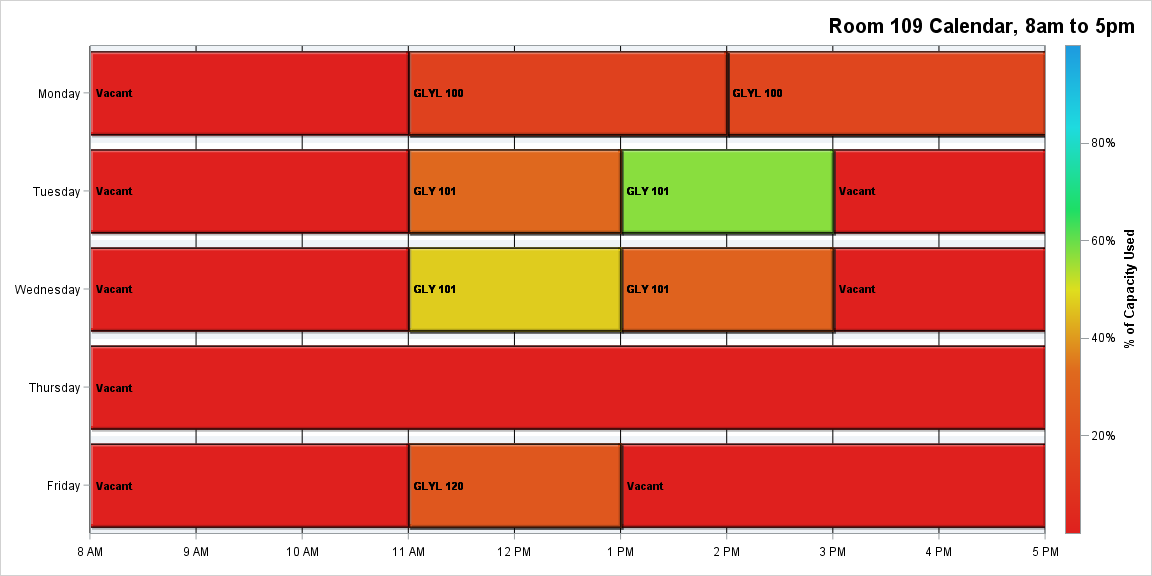 Room 109 Calendar, 8am to 5pm
Monday
Vacant
GLYL 100
GLYL 100
Tuesday
Vacant
GLY 101
GLY 101
Vacant
Wednesday
Vacant
GLY 101
GLY 101
Vacant
Thursday
Vacant
Friday
Vacant
GLYL 120
Vacant
8 AM
9 AM
10 AM
11 AM
12 PM
1 PM
2 PM
3 PM
4 PM
5 PM
80%
60%
40%
20%
% of Capacity Used